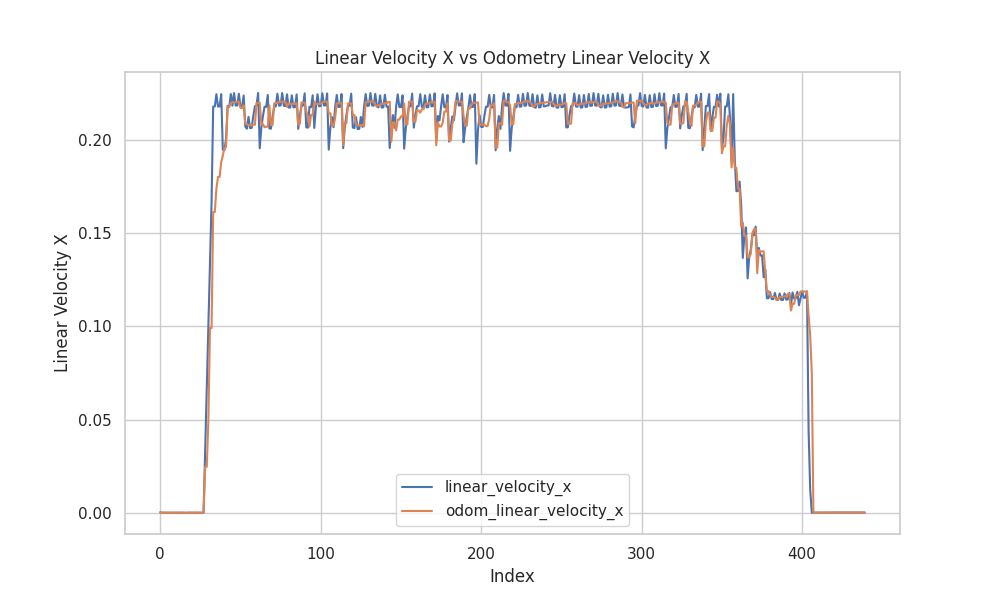 Linear Velocity X vs Odometry Linear Velocity X
Linear Velocity X
0.20
0.15
0.10
0.05
0.00
linear_velocity_x
odom_linear_velocity_x
0 100 200 300 400
Index